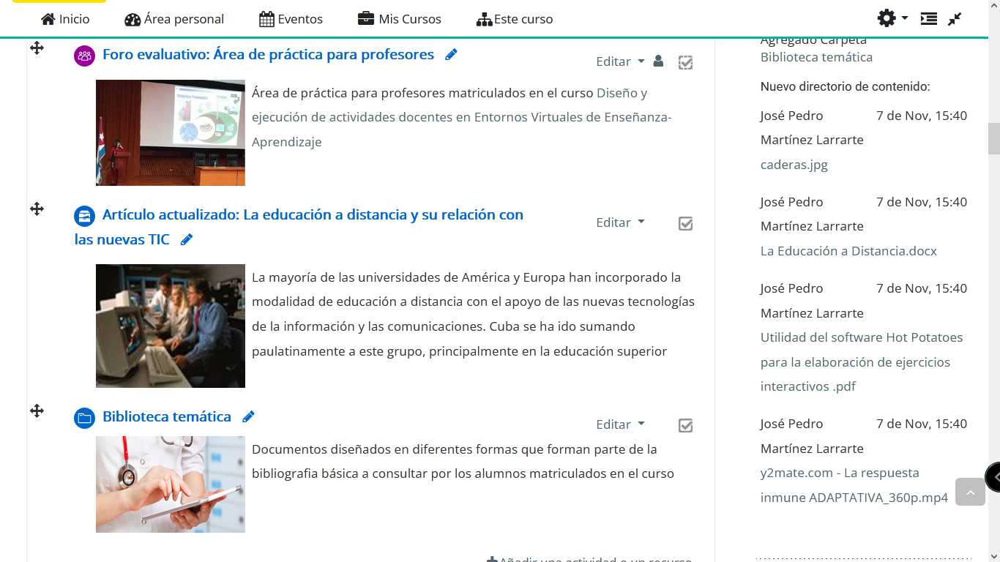 Inicio
Área personal
Eventos
Mis Cursos
Este curso
Foro evaluativo: Área de práctica para profesores
Editar
Área de práctica para profesores matriculados en el curso Diseño y
ejecución de actividades docentes en Entornos Virtuales de Enseñanza-
Aprendizaje
Artículo actualizado: La educación a distancia y su relación con
las nuevas TIC
Editar
La mayoría de las universidades de América y Europa han incorporado la
modalidad de educación a distancia con el apoyo de las nuevas tecnologías
de la información y las comunicaciones. Cuba se ha ido sumando
paulatinamente a este grupo, principalmente en la educación superior
Biblioteca temática
Editar
Documentos diseñados en diferentes formas que forman parte de la
bibliografia básica a consultar por los alumnos matriculados en el curso
Añadir una actividad o un recurso
Agregado Carpeta
Biblioteca temática
Nuevo directorio de contenido:
José Pedro 7 de Nov, 15:40
Martínez Larrarte
caderas.jpg
José Pedro 7 de Nov, 15:40
Martínez Larrarte
La Educación a Distancia.docx
José Pedro 7 de Nov, 15:40
Martínez Larrarte
Utilidad del software Hot Potatoes
para la elaboración de ejercicios
interactivos .pdf
José Pedro 7 de Nov, 15:40
Martínez Larrarte
y2mate.com - La respuesta
inmune ADAPTATIVA_360p.mp4